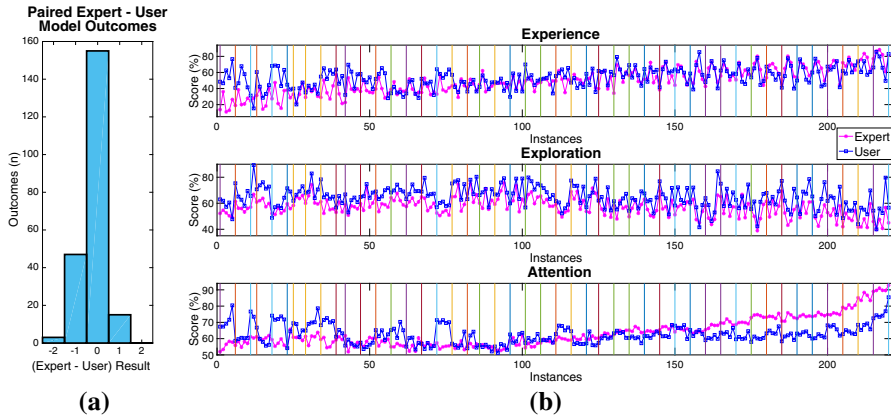 Paired Expert - User
Model Outcomes
160
140
120
100
80
60
40
20
0
Outcomes (n)
-2 -1 0 1 2
(Expert - User) Result
(a)
Experience
80
60
40
20
Score (%)
0 50 100 150 200
Instances
Expert
User
Exploration
80
60
40
Score (%)
0 50 100 150 200
Instances
Attention
90
80
70
60
50
Score (%)
0 50 100 150 200
Instances
(b)